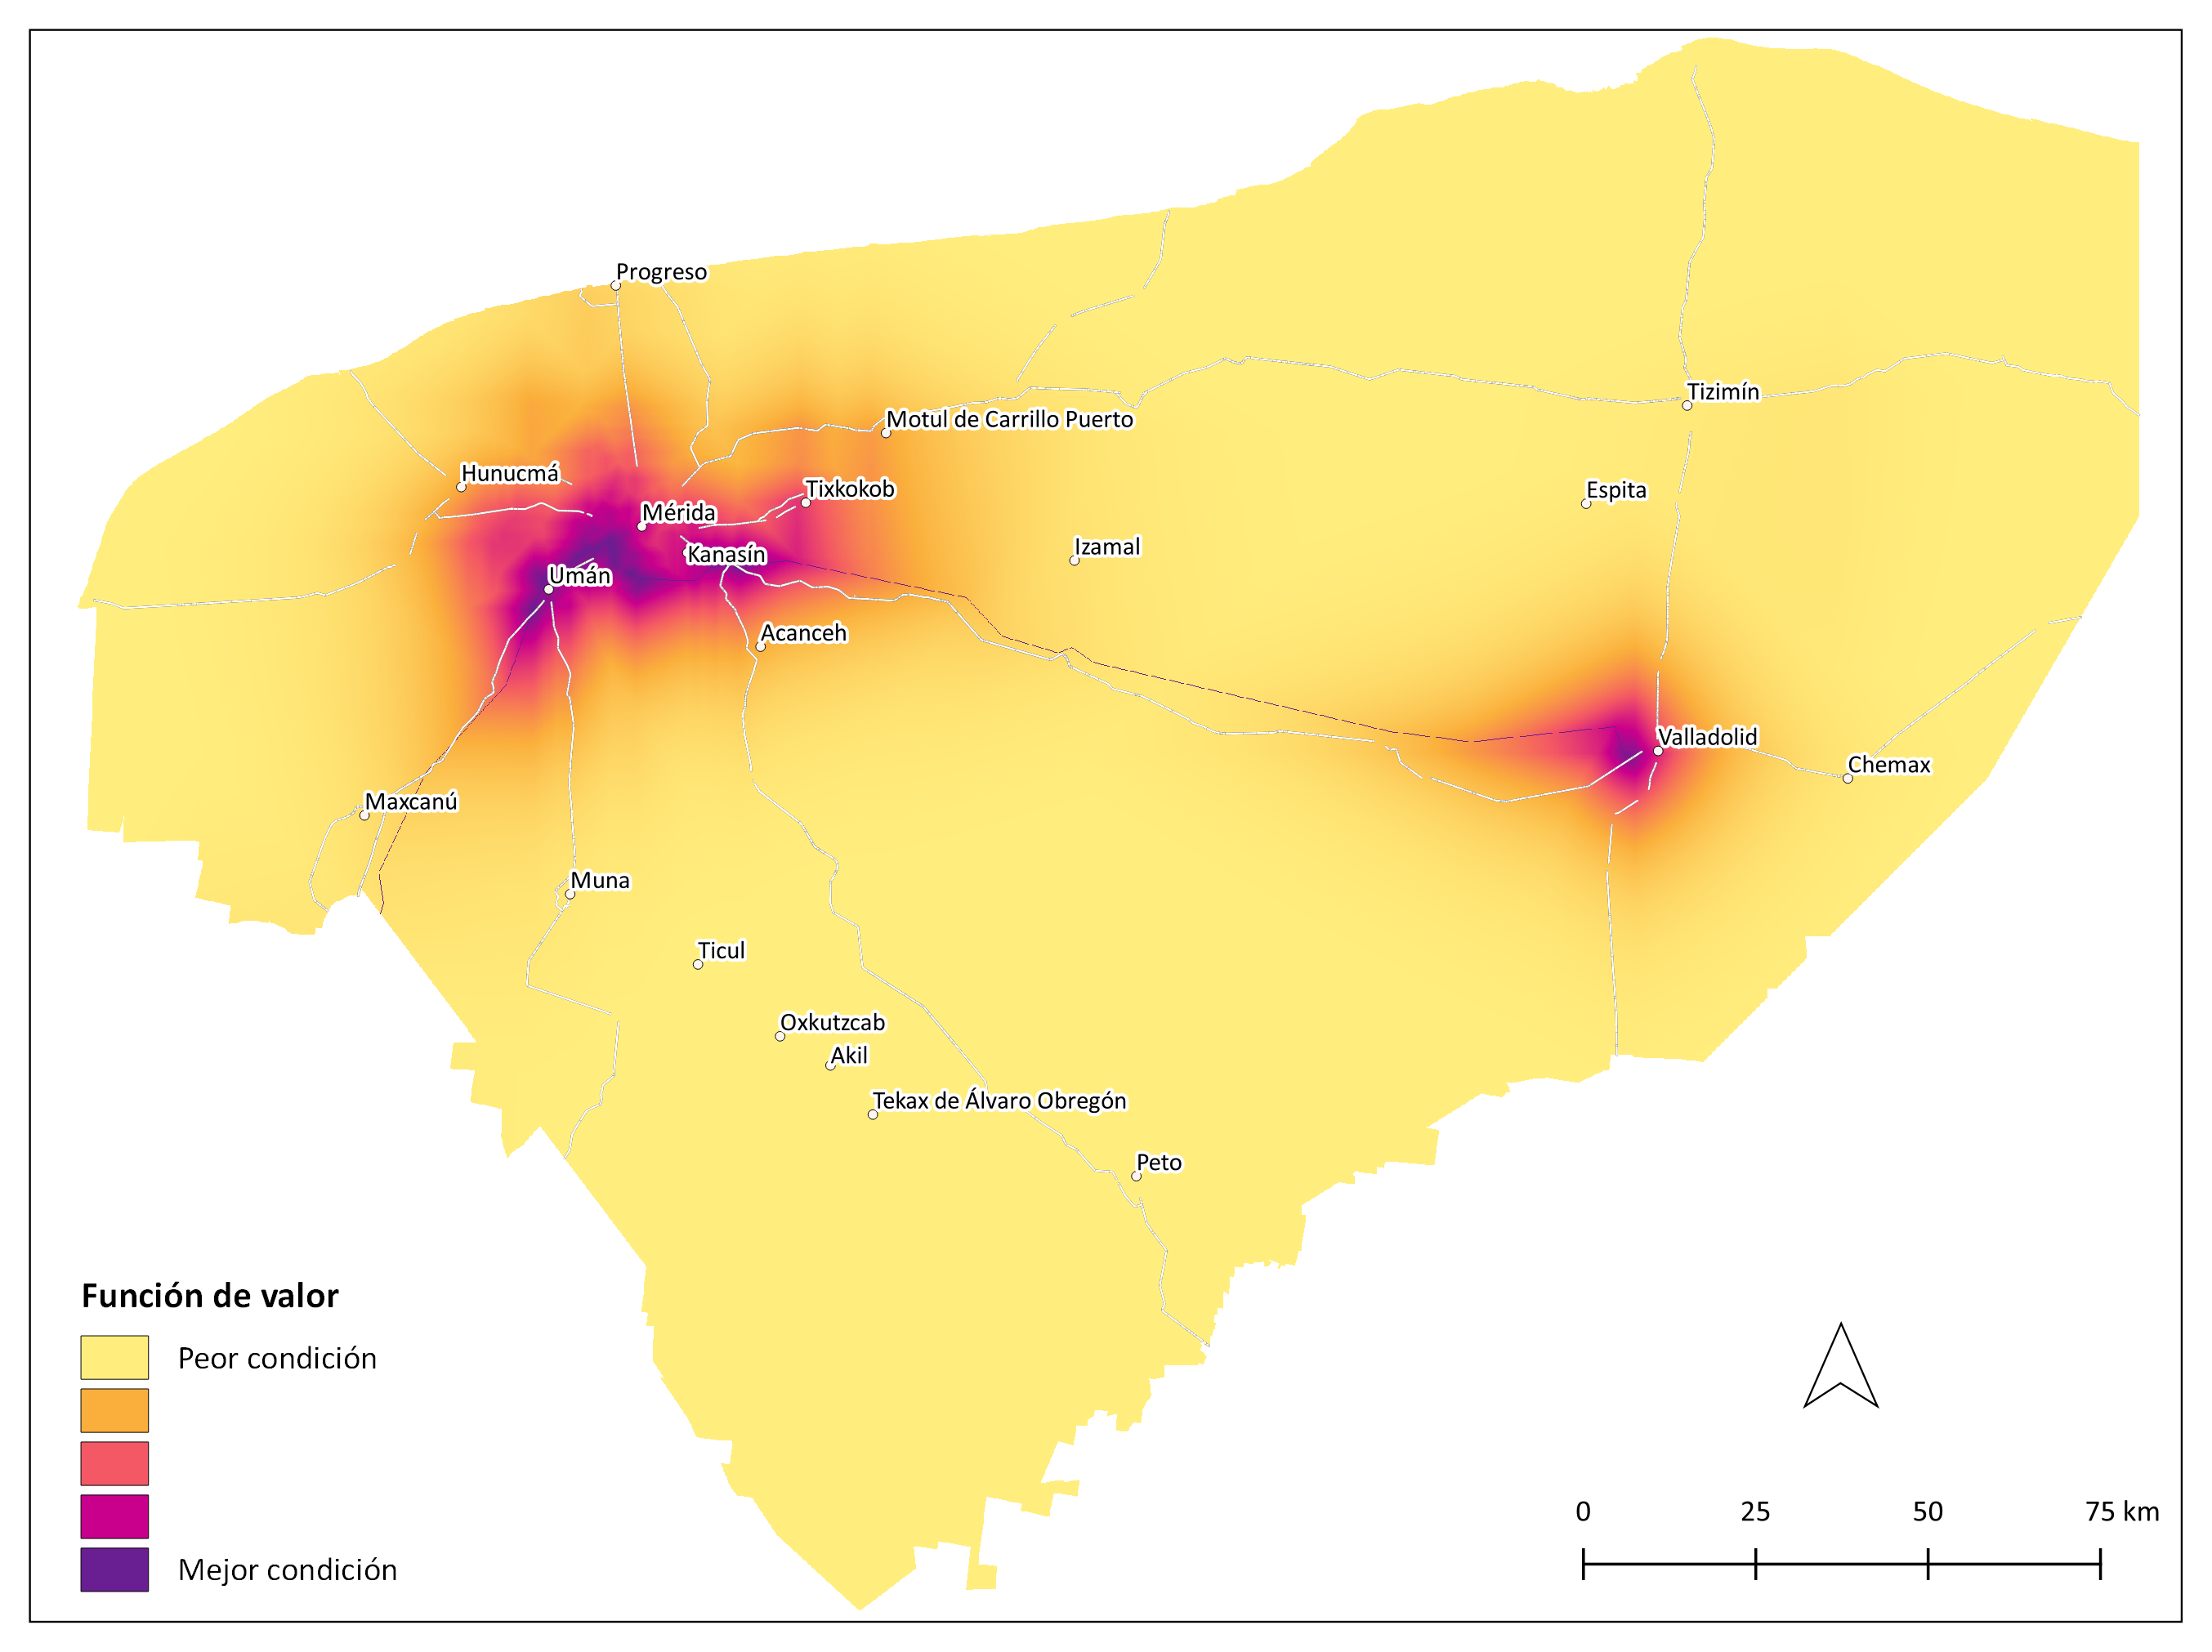 Progreso
Tizimín
Motul de Carrillo Puerto
Hunucmá
Tixkokob
Espita
Mérida
Izamal
Kanasín
Umán
Acanceh
Valladolid
Chemax
Maxcanú
Muna
Ticul
Oxkutzcab
Akil
Tekax de Álvaro Obregón
Peto
Función de valor
Peor condición
Mejor condición
0 25 50 75 km